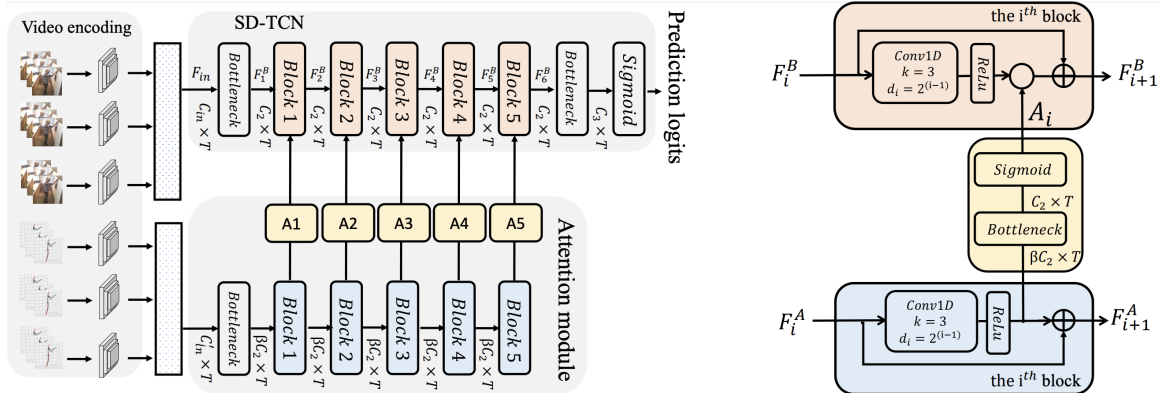 Video encoding
SD-TCN
F_in
C_in × T
Bottleneck
F_1^B
C_2 × T
Block 1
F_2^B
C_2 × T
Block 2
F_3^B
C_2 × T
Block 3
F_4^B
C_2 × T
Block 4
F_5^B
C_2 × T
Block 5
F_6^B
C_2 × T
Bottleneck
C_3 × T
Sigmoid
Prediction logits
A1
A2
A3
A4
A5
Attention module
C'_in × T
Bottleneck
βC_2 × T
Block 1
βC_2 × T
Block 2
βC_2 × T
Block 3
βC_2 × T
Block 4
βC_2 × T
Block 5
the i^th block
F_i^B
Conv1D
k = 3
d_i = 2^(i−1)
ReLu
F_{i+1}^B
A_i
Sigmoid
C_2 × T
Bottleneck
βC_2 × T
F_i^A
Conv1D
k = 3
d_i = 2^(i−1)
ReLu
F_{i+1}^A
the i^th block